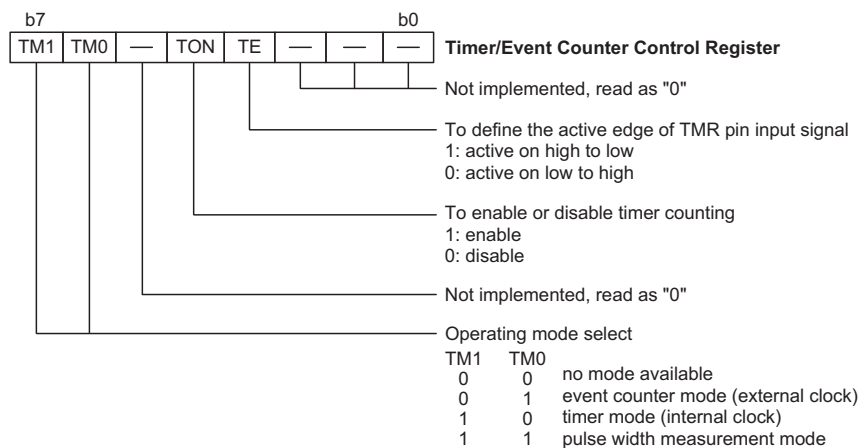 b7 b0
TM1 TM0 — TON TE — — — Timer/Event Counter Control Register
Not implemented, read as "0"
To define the active edge of TMR pin input signal
1: active on high to low
0: active on low to high
To enable or disable timer counting
1: enable
0: disable
Not implemented, read as "0"
Operating mode select
TM1 TM0
0 0 no mode available
0 1 event counter mode (external clock)
1 0 timer mode (internal clock)
1 1 pulse width measurement mode